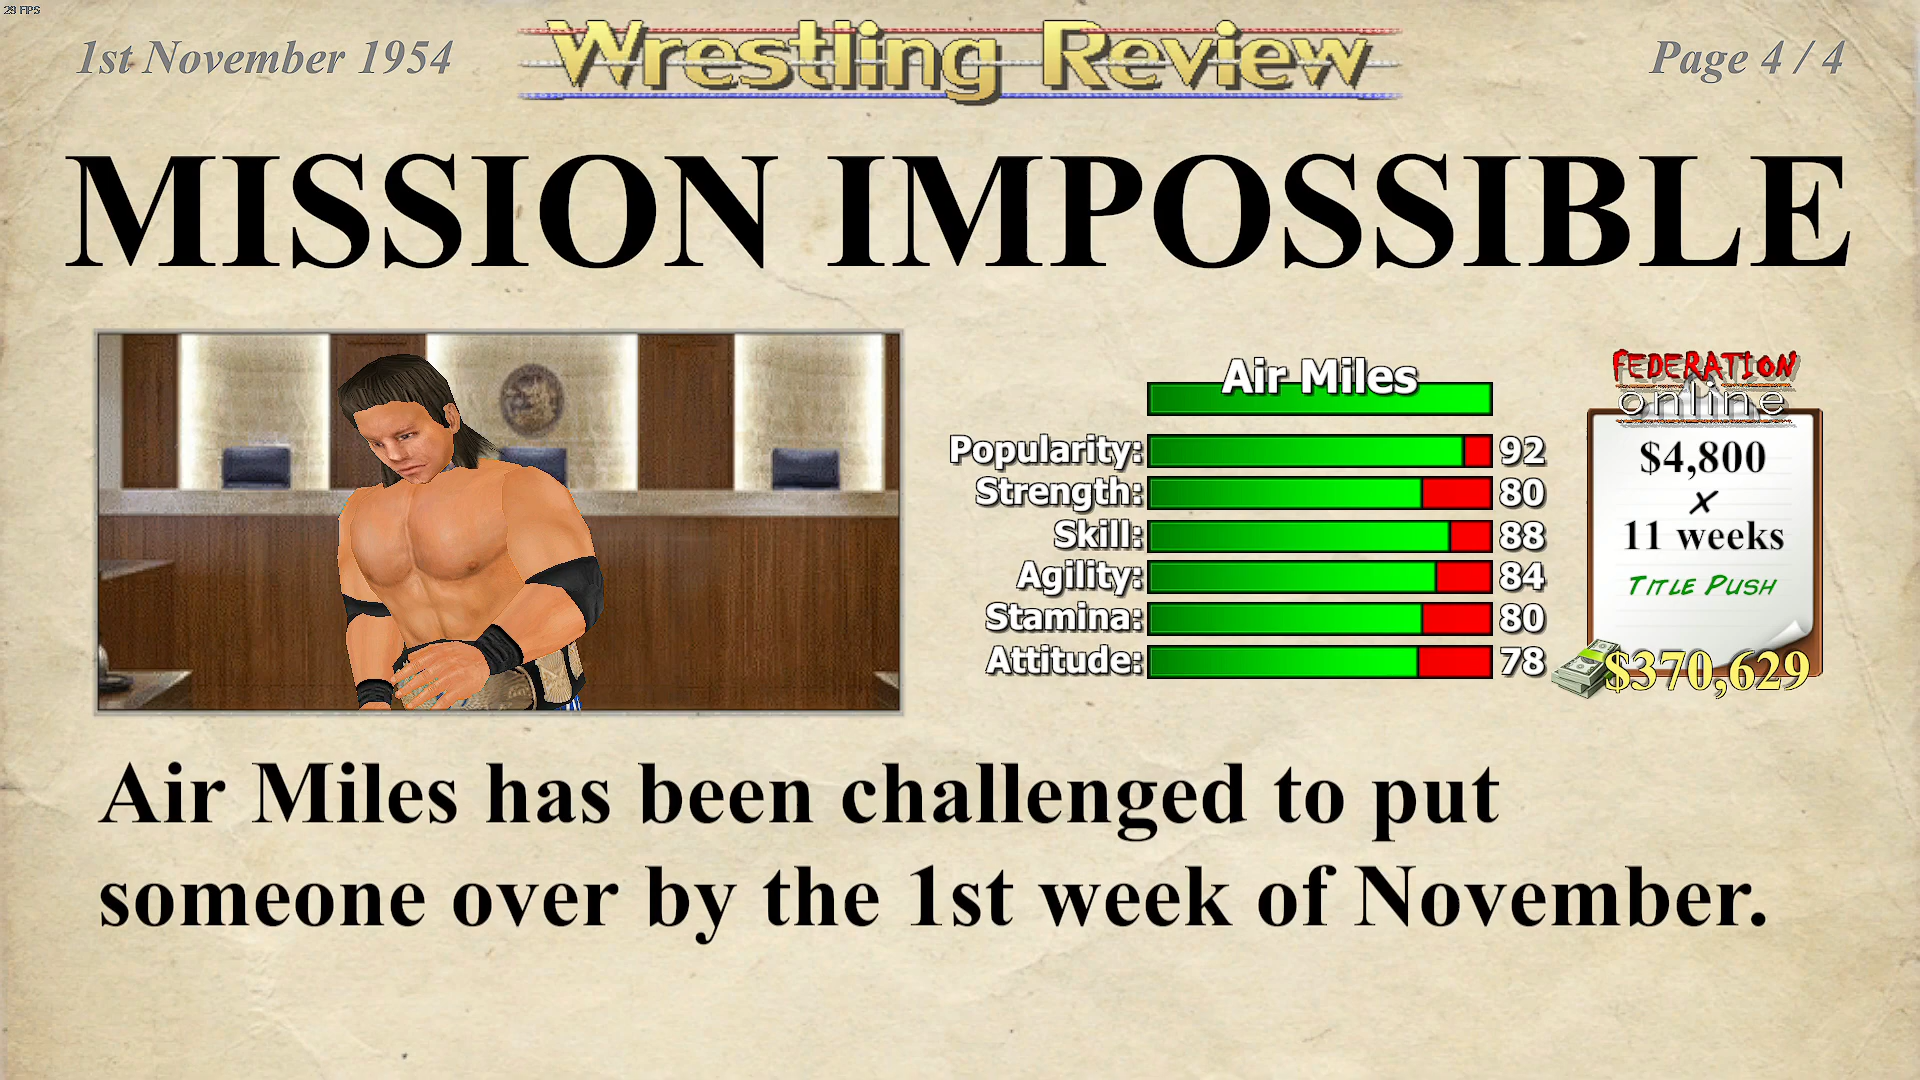 29 FPS
1st November 1954
Wrestling Review
Page 4 / 4
MISSION IMPOSSIBLE
Air Miles
Popularity: 92
Strength: 80
Skill: 88
Agility: 84
Stamina: 80
Attitude: 78
FEDERATION
online
$4,800
x
11 weeks
TITLE PUSH
$370,629
Air Miles has been challenged to put
someone over by the 1st week of November.